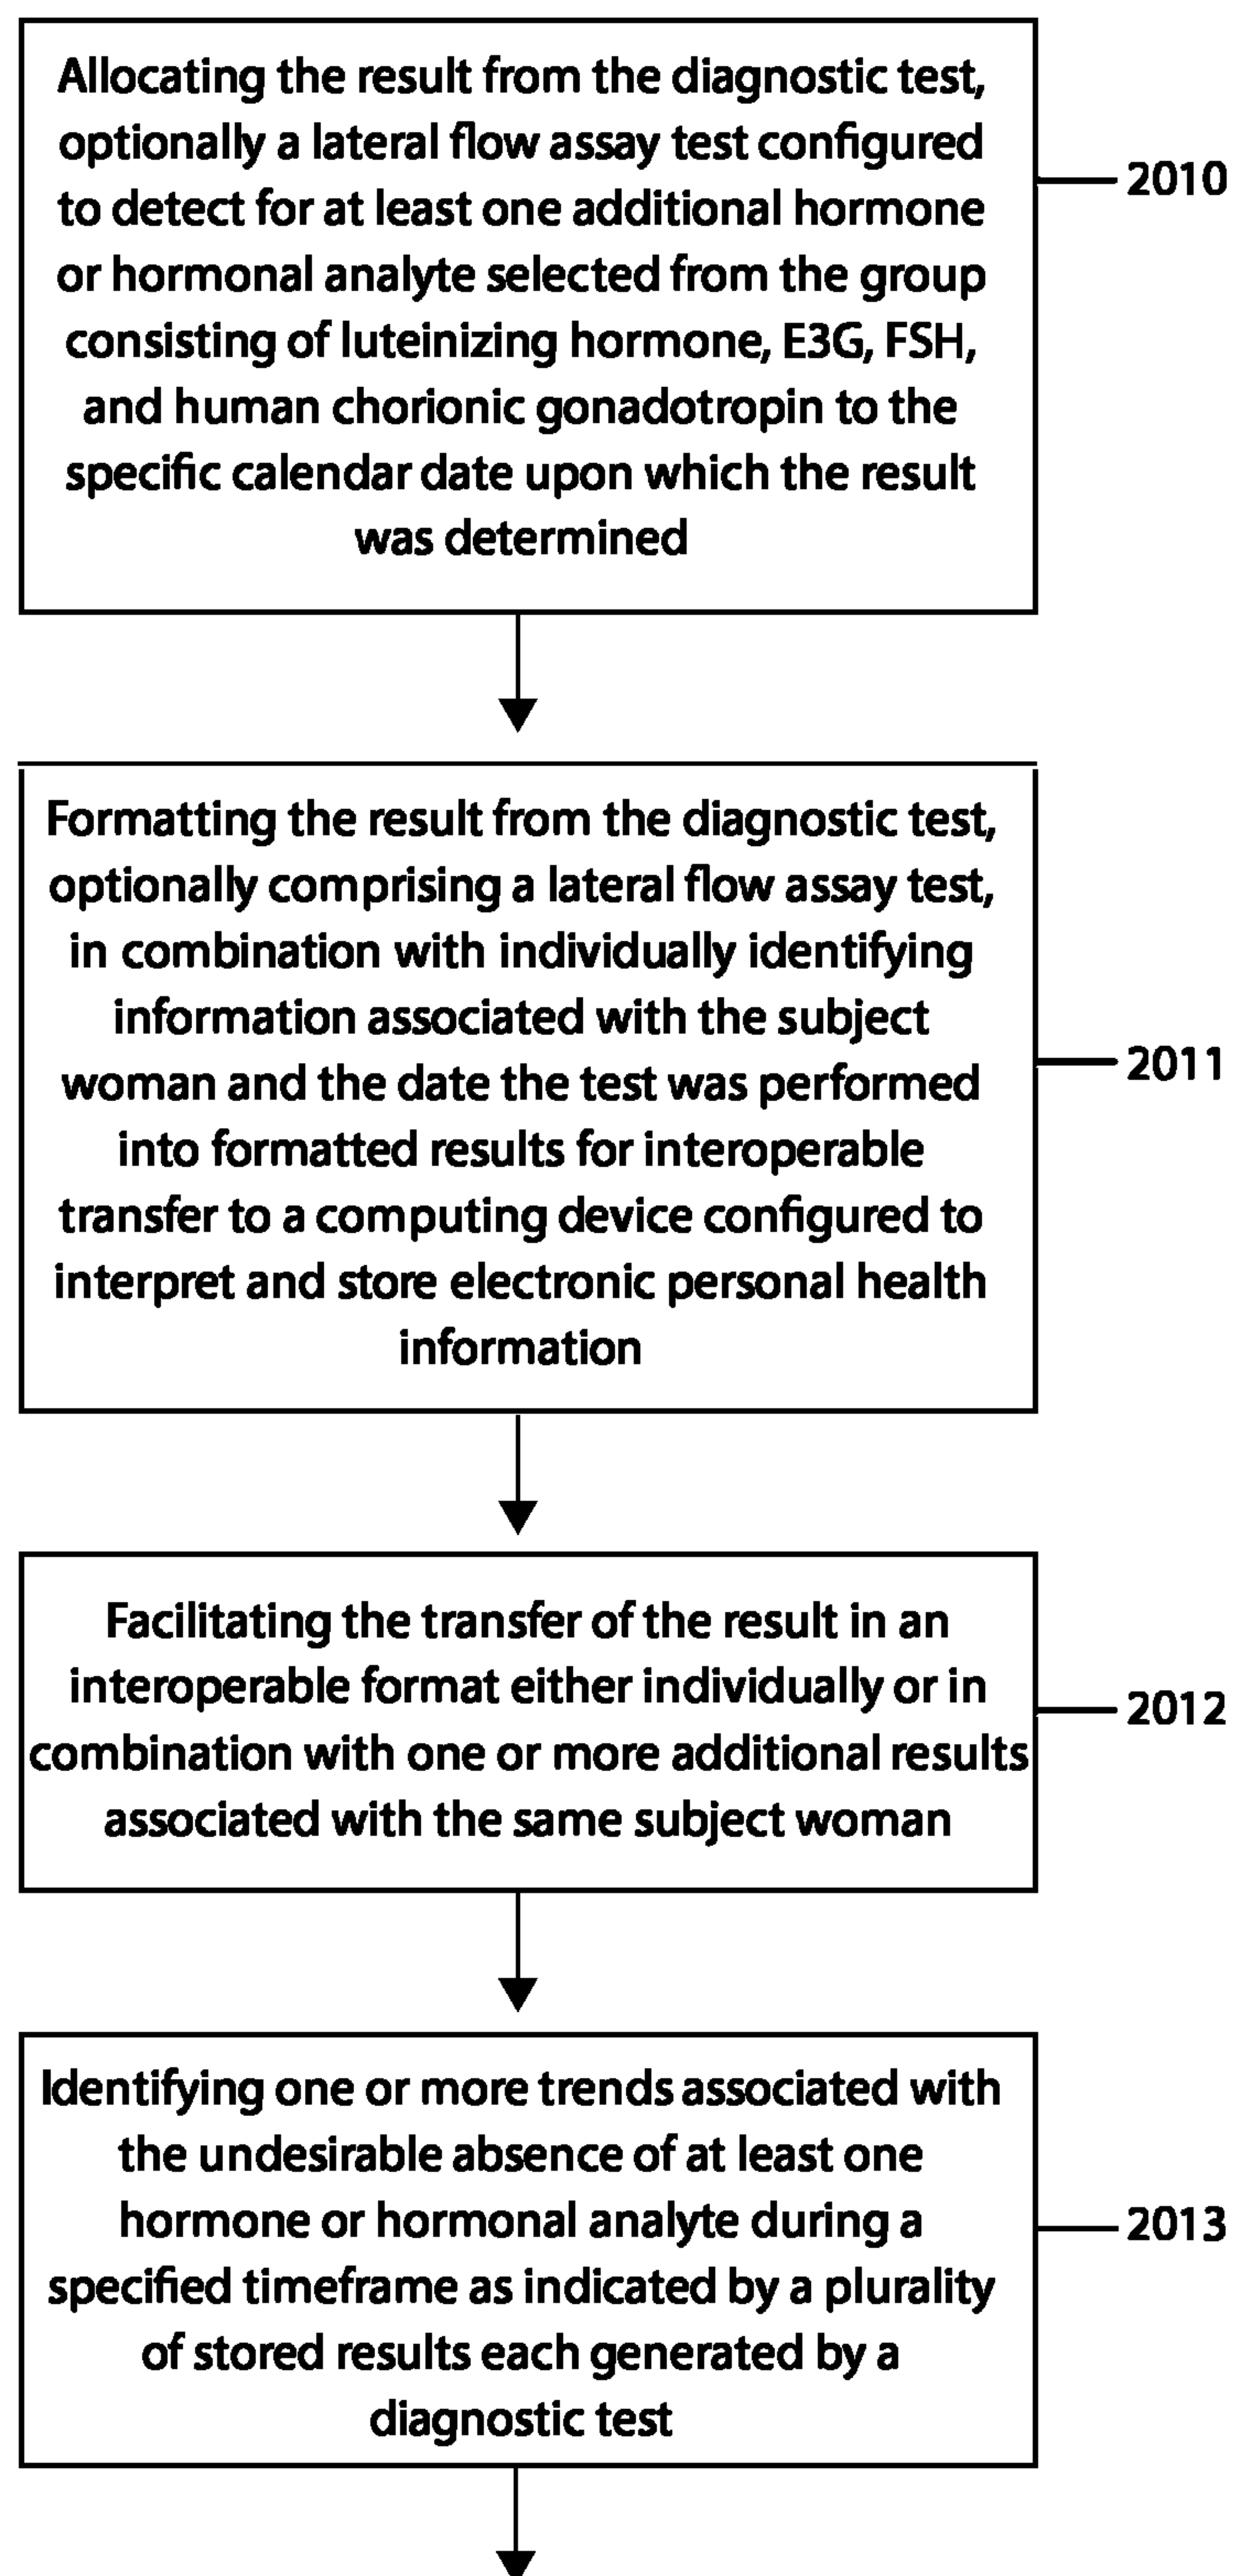 Allocating the result from the diagnostic test,
optionally a lateral flow assay test configured
to detect for at least one additional hormone
or hormonal analyte selected from the group
consisting of luteinizing hormone, E3G, FSH,
and human chorionic gonadotropin to the
specific calendar date upon which the result
was determined
2010
Formatting the result from the diagnostic test,
optionally comprising a lateral flow assay test,
in combination with individually identifying
information associated with the subject
woman and the date the test was performed
into formatted results for interoperable
transfer to a computing device configured to
interpret and store electronic personal health
information
2011
Facilitating the transfer of the result in an
interoperable format either individually or in
combination with one or more additional results
associated with the same subject woman
2012
Identifying one or more trends associated with
the undesirable absence of at least one
hormone or hormonal analyte during a
specified timeframe as indicated by a plurality
of stored results each generated by a
diagnostic test
2013